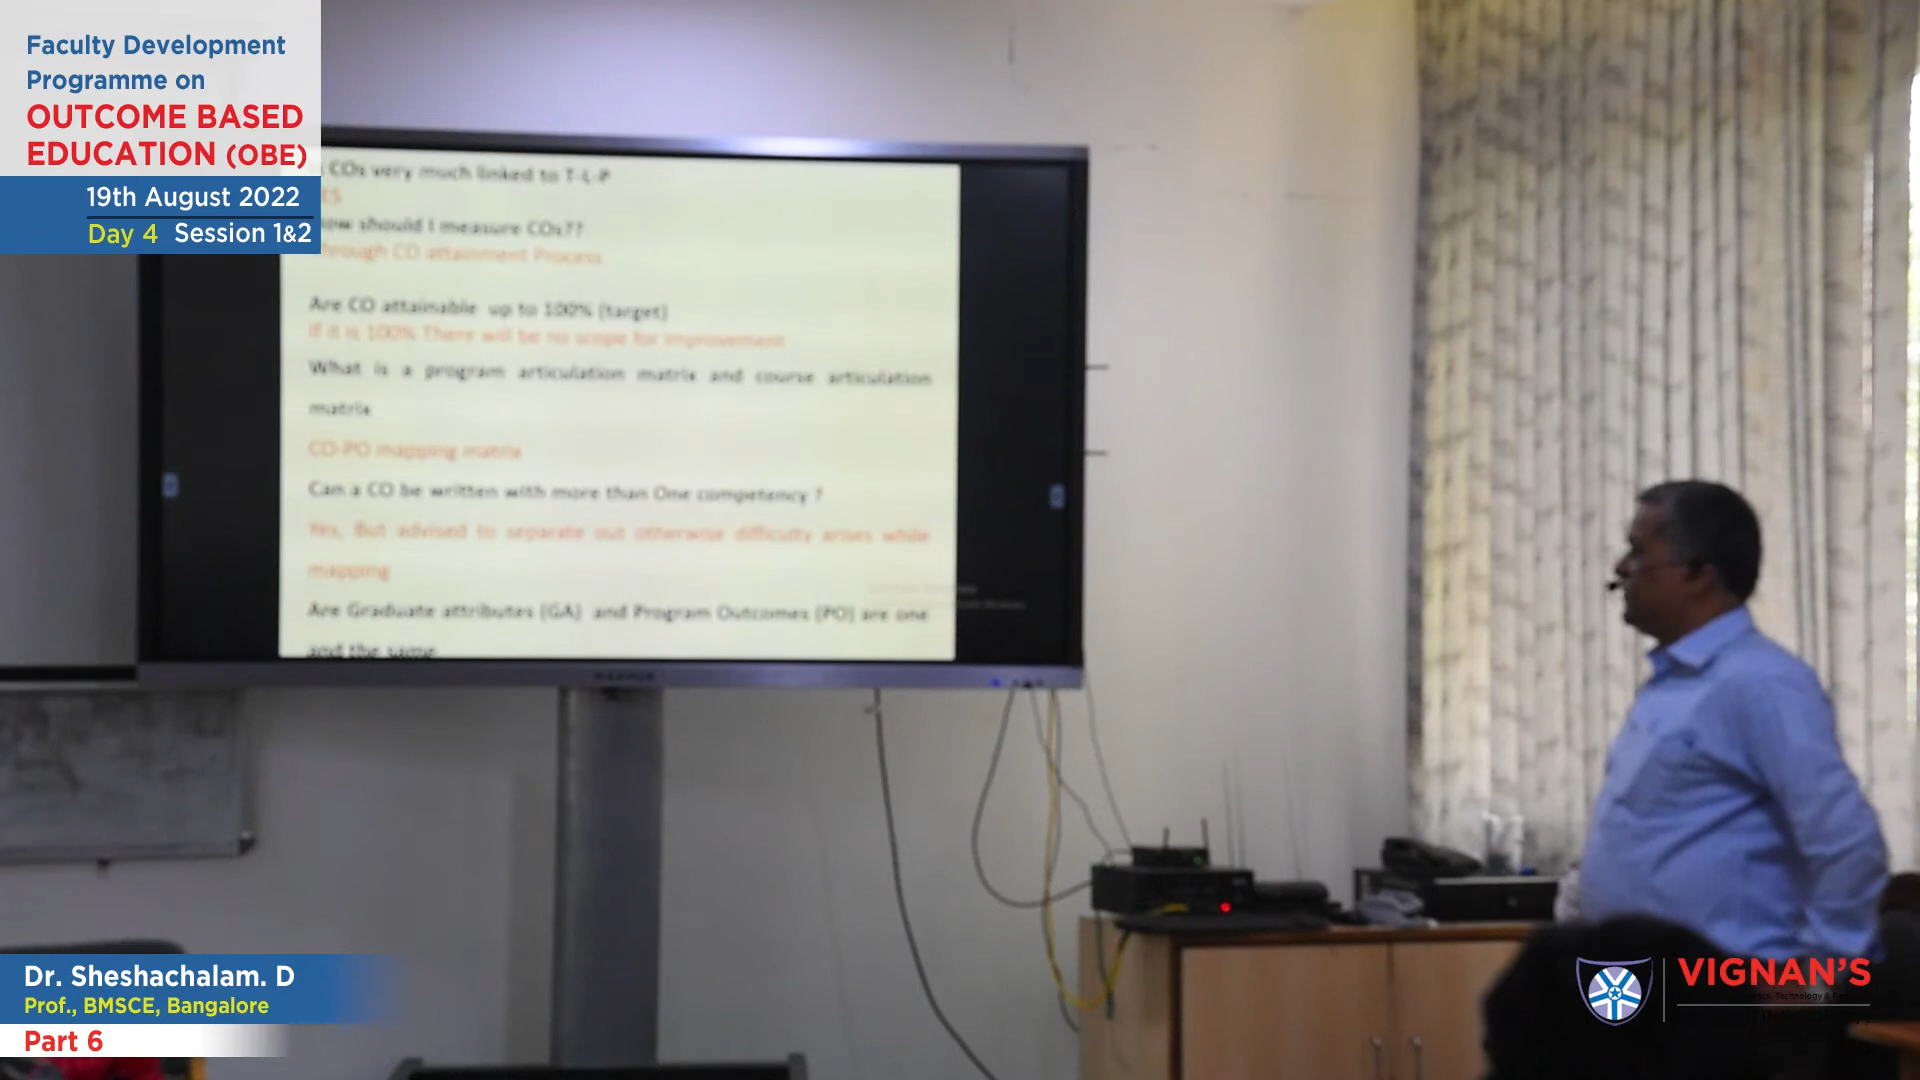 Faculty Development
Programme on
OUTCOME BASED
EDUCATION (OBE)
19th August 2022
Day 4 Session 1&2
COs very much linked to T-L-P
ES
ow should I measure COs??
hrough CO attainment Process
Are CO attainable up to 100% (target)
If it is 100% There will be no scope for improvement
What is a program articulation matrix and course articulation
matrix
CO-PO mapping matrix
Can a CO be written with more than One competency ?
Yes, But advised to separate out otherwise difficulty arises while
mapping
Are Graduate attributes (GA) and Program Outcomes (PO) are one
and the same
Dr. Sheshachalam. D
Prof., BMSCE, Bangalore
Part 6
VIGNAN'S